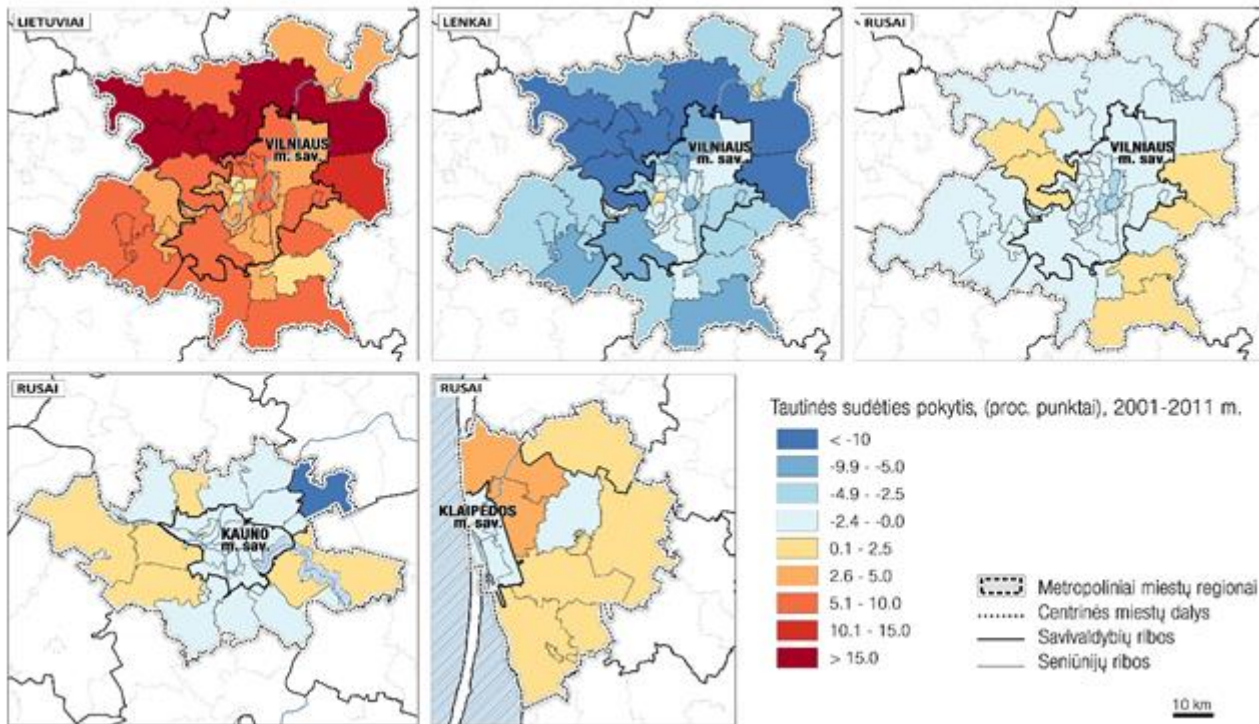 LIETUVIAI
VILNIAUS
m. sav.
LENKAI
VILNIAUS
m. sav.
RUSAI
VILNIAUS
m. sav.
RUSAI
KAUNO
m. sav.
RUSAI
KLAIPĖDOS
m. sav.
Tautinės sudėties pokytis, (proc. punktai), 2001-2011 m.
< -10
-9.9 - -5.0
-4.9 - -2.5
-2.4 - -0.0
0.1 - 2.5
2.6 - 5.0
5.1 - 10.0
10.1 - 15.0
> 15.0
Metropoliniai miestų regionai
Centrinės miestų dalys
Savivaldybių ribos
Seniūnijų ribos
10 km